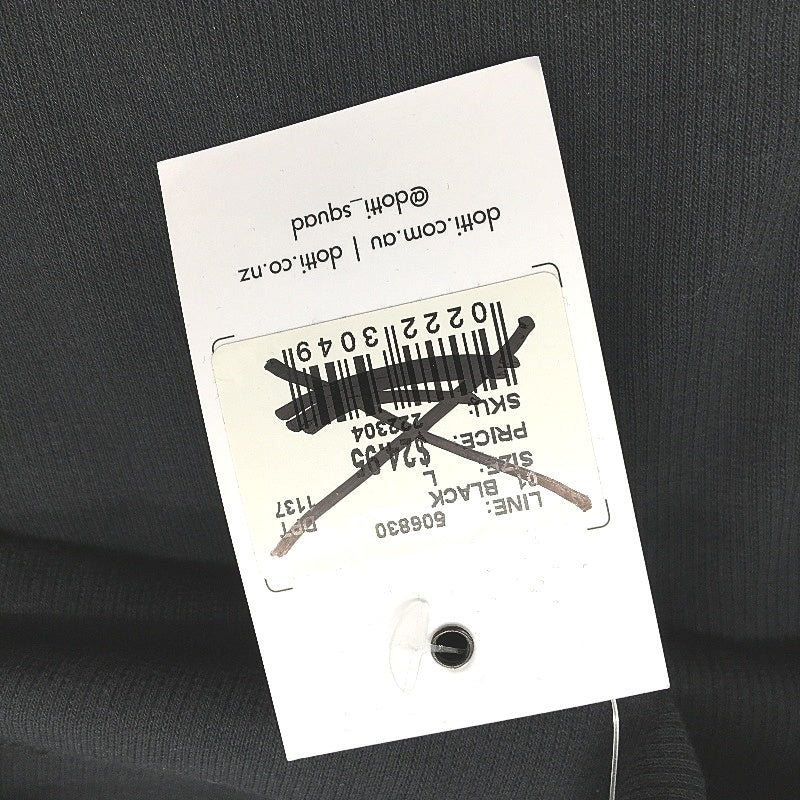 LINE: 506830 DPT
01 BLACK 1137
SIZE: L
PRICE: $24.95
SKU: 222304
02223049
dotti.com.au | dotti.co.nz
@dotti_squad